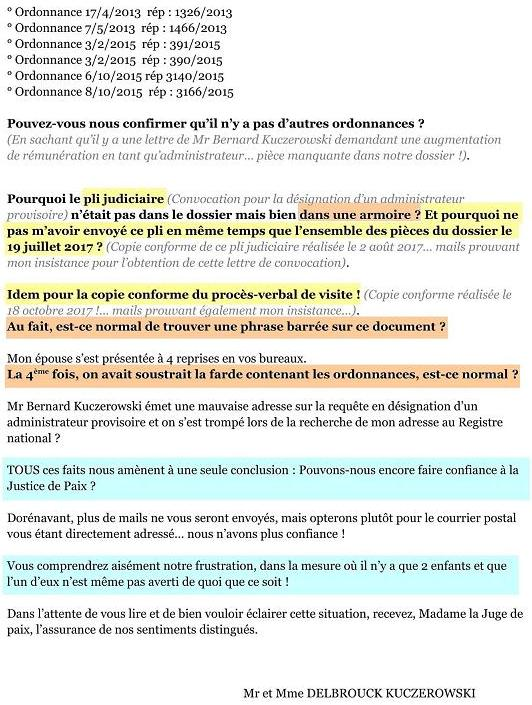 ° Ordonnance 17/4/2013  rép : 1326/2013
° Ordonnance 7/5/2013  rép : 1466/2013
° Ordonnance 3/2/2015  rép : 391/2015
° Ordonnance 3/2/2015  rép : 390/2015
° Ordonnance 6/10/2015 rép 3140/2015
° Ordonnance 8/10/2015  rép : 3166/2015
Pouvez-vous nous confirmer qu’il n’y a pas d’autres ordonnances ?
(En sachant qu’il y a une lettre de Mr Bernard Kuczerowski demandant une augmentation
de rémunération en tant qu’administrateur… pièce manquante dans notre dossier !).
Pourquoi le pli judiciaire (Convocation pour la désignation d’un administrateur
provisoire) n’était pas dans le dossier mais bien dans une armoire ? Et pourquoi ne
pas m’avoir envoyé ce pli en même temps que l’ensemble des pièces du dossier le
19 juillet 2017 ? (Copie conforme de ce pli judiciaire réalisée le 2 août 2017… mails prouvant
mon insistance pour l’obtention de cette lettre de convocation).
Idem pour la copie conforme du procès-verbal de visite ! (Copie conforme réalisée le
18 octobre 2017 !… mails prouvant également mon insistance…).
Au fait, est-ce normal de trouver une phrase barrée sur ce document ?
Mon épouse s’est présentée à 4 reprises en vos bureaux.
La 4ème fois, on avait soustrait la farde contenant les ordonnances, est-ce normal ?
Mr Bernard Kuczerowski émet une mauvaise adresse sur la requête en désignation d’un
administrateur provisoire et on s’est trompé lors de la recherche de mon adresse au Registre
national ?
TOUS ces faits nous amènent à une seule conclusion : Pouvons-nous encore faire confiance à la
Justice de Paix ?
Dorénavant, plus de mails ne vous seront envoyés, mais opterons plutôt pour le courrier postal
vous étant directement adressé… nous n’avons plus confiance !
Vous comprendrez aisément notre frustration, dans la mesure où il n’y a que 2 enfants et que
l’un d’eux n’est même pas averti de quoi que ce soit !
Dans l’attente de vous lire et de bien vouloir éclairer cette situation, recevez, Madame la Juge de
paix, l’assurance de nos sentiments distingués.
Mr et Mme DELBROUCK KUCZEROWSKI